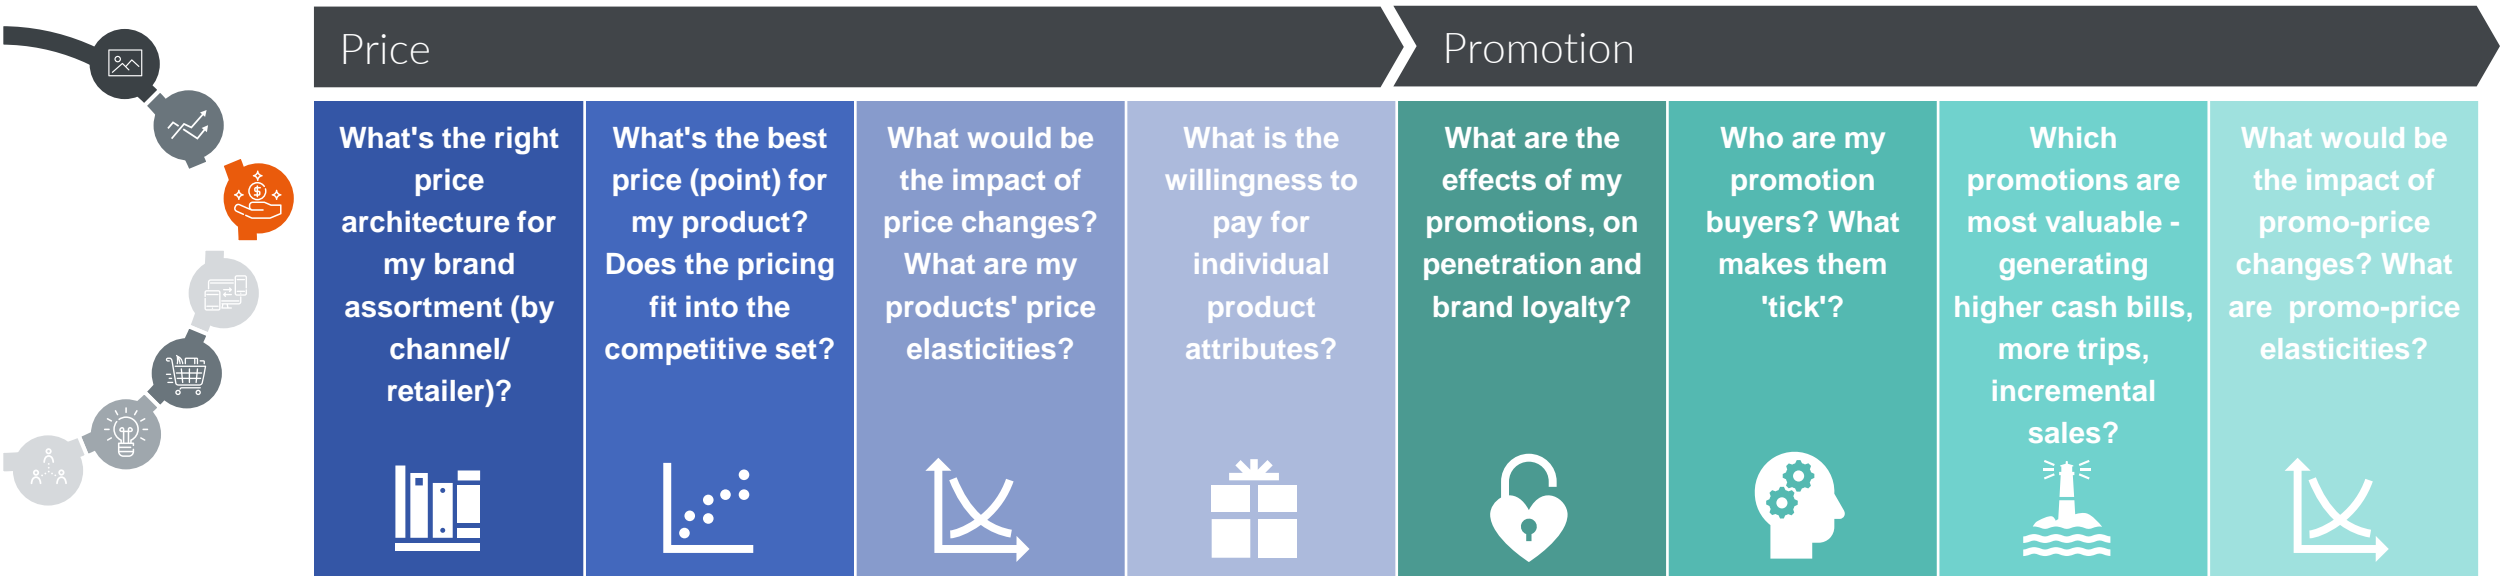 Price
Promotion
What's the right
price
architecture for
my brand
assortment (by
channel/
retailer)?
What's the best
price (point) for
my product?
Does the pricing
fit into the
competitive set?
What would be
the impact of
price changes?
What are my
products' price
elasticities?
What is the
willingness to
pay for
individual
product
attributes?
What are the
effects of my
promotions, on
penetration and
brand loyalty?
Who are my
promotion
buyers? What
makes them
'tick'?
Which
promotions are
most valuable -
generating
higher cash bills,
more trips,
incremental
sales?
What would be
the impact of
promo-price
changes? What
are  promo-price
elasticities?
$